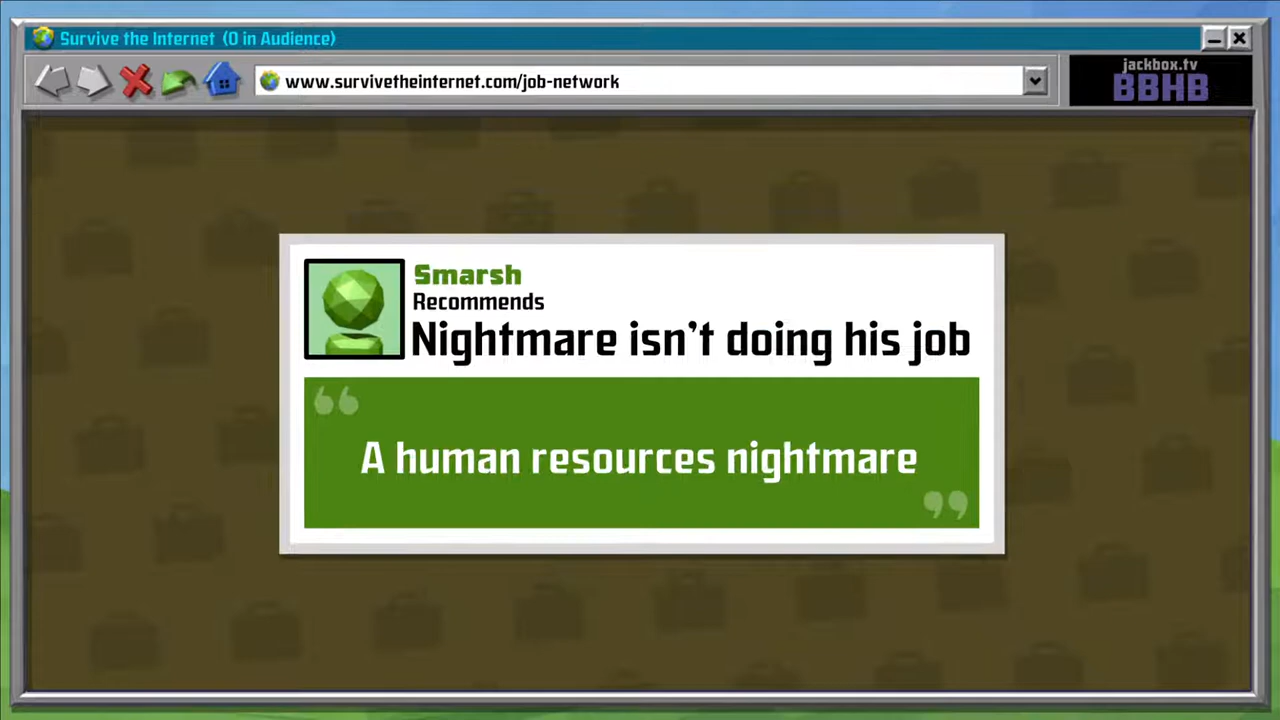 Survive the Internet (0 in Audience)
www.survivetheinternet.com/job-network
jackbox.tv
BBHB
Smarsh
Recommends
Nightmare isn't doing his job
“
A human resources nightmare
”